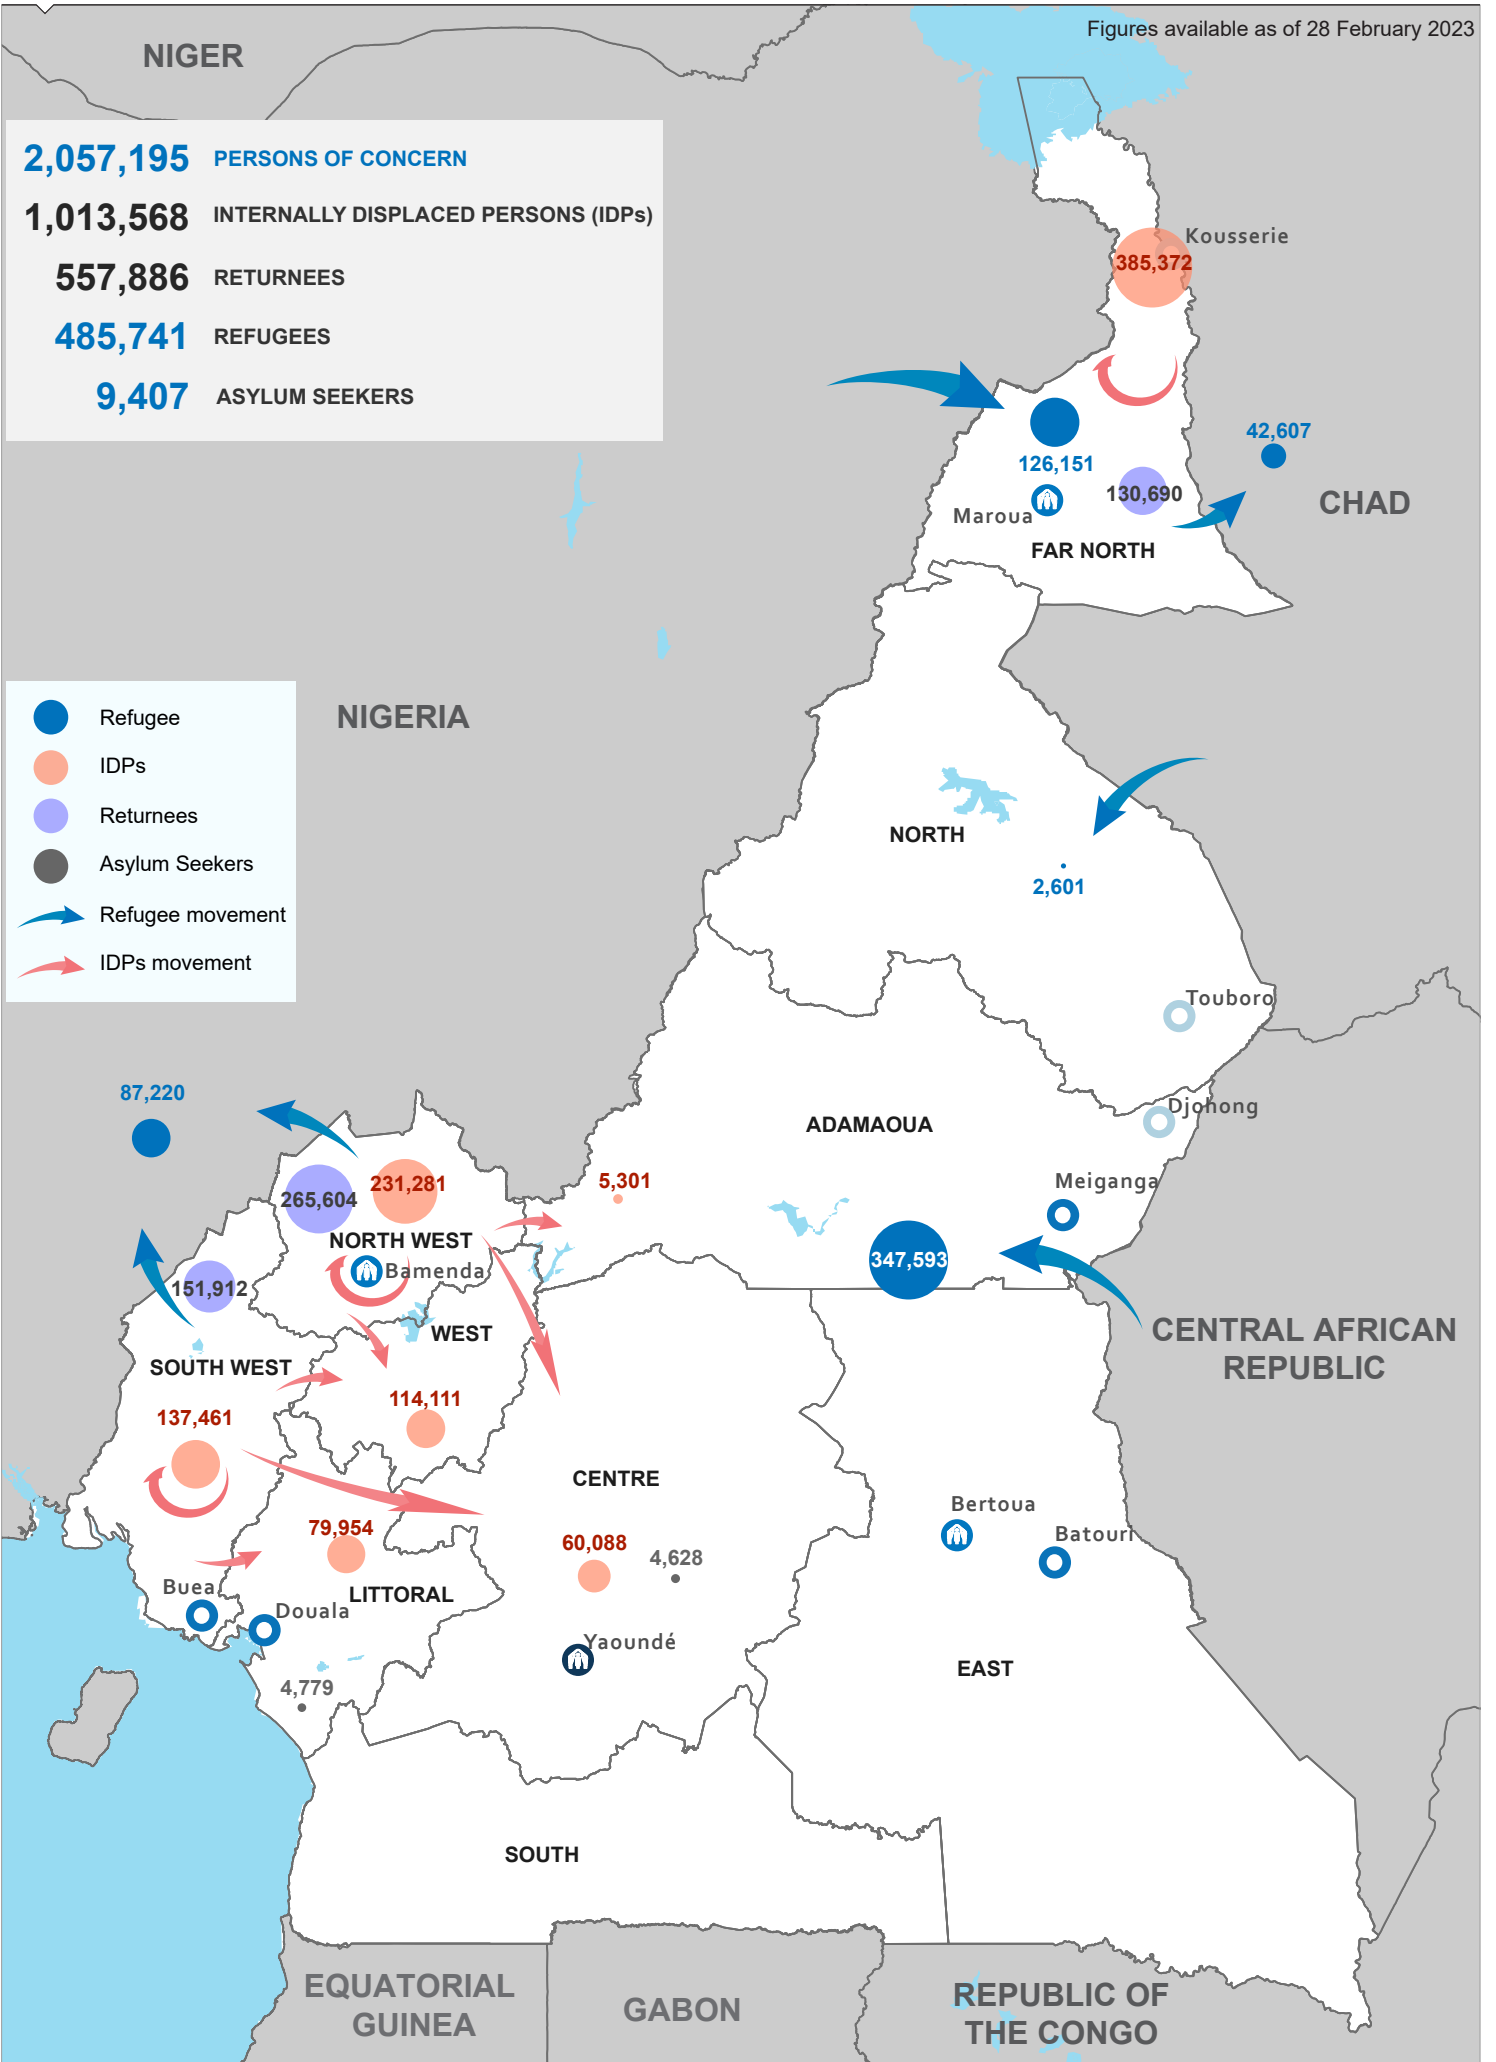 Figures available as of 28 February 2023
NIGER
2,057,195 PERSONS OF CONCERN
1,013,568 INTERNALLY DISPLACED PERSONS (IDPs)
557,886 RETURNEES
485,741 REFUGEES
9,407 ASYLUM SEEKERS
Kousserie
385,372
42,607
126,151
130,690
CHAD
Maroua
FAR NORTH
Refugee
IDPs
Returnees
Asylum Seekers
Refugee movement
IDPs movement
NIGERIA
NORTH
2,601
Touboro
87,220
Djohong
ADAMAOUA
Meiganga
5,301
231,281
265,604
NORTH WEST
Bamenda
347,593
151,912
CENTRAL AFRICAN
REPUBLIC
WEST
SOUTH WEST
114,111
137,461
CENTRE
Bertoua
Batouri
79,954
60,088
4,628
Buea
LITTORAL
Douala
Yaoundé
EAST
4,779
SOUTH
EQUATORIAL
GUINEA
GABON
REPUBLIC OF
THE CONGO